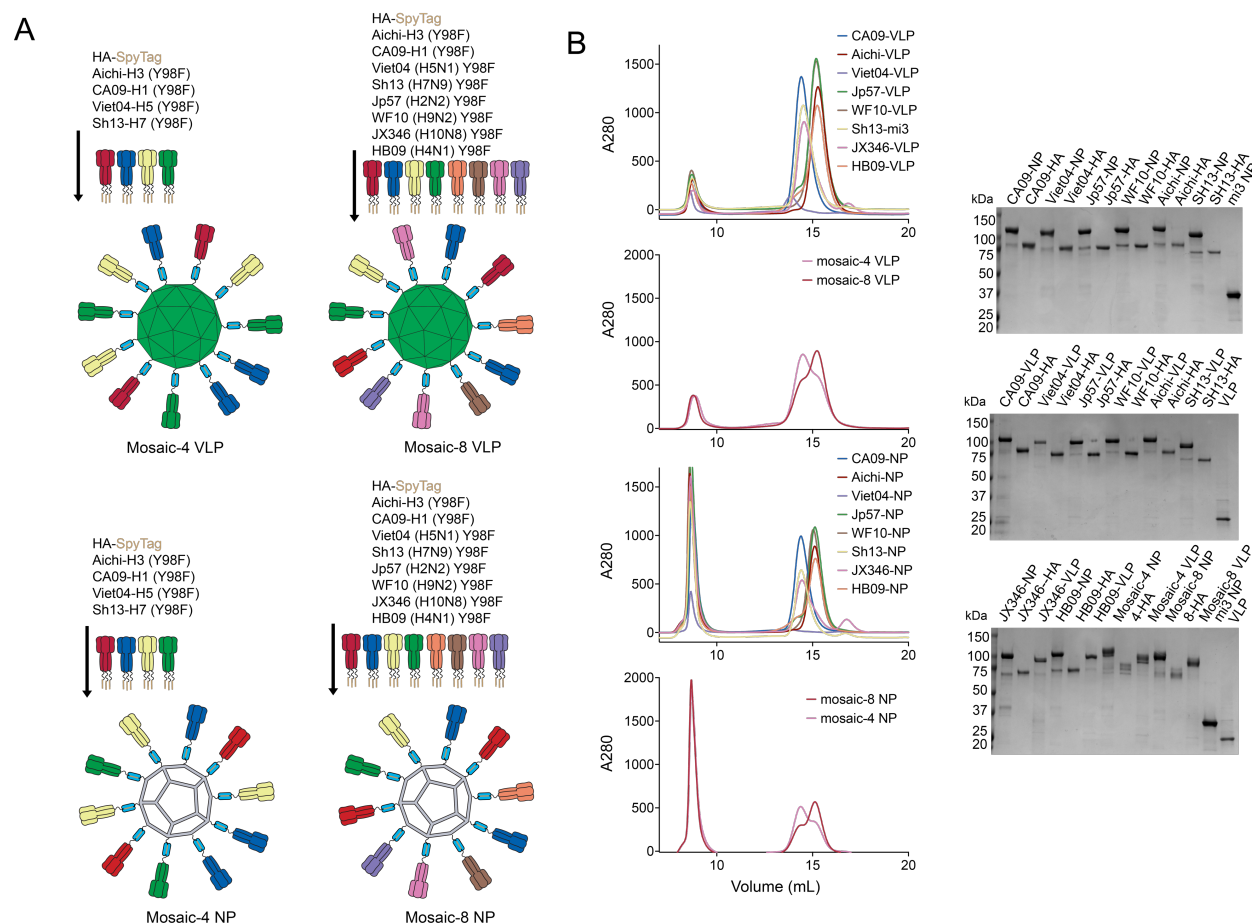 A
HA-SpyTag
Aichi-H3 (Y98F)
CA09-H1 (Y98F)
Viet04-H5 (Y98F)
Sh13-H7 (Y98F)
Mosaic-4 VLP
HA-SpyTag
Aichi-H3 (Y98F)
CA09-H1 (Y98F)
Viet04 (H5N1) Y98F
Sh13 (H7N9) Y98F
Jp57 (H2N2) Y98F
WF10 (H9N2) Y98F
JX346 (H10N8) Y98F
HB09 (H4N1) Y98F
Mosaic-8 VLP
HA-SpyTag
Aichi-H3 (Y98F)
CA09-H1 (Y98F)
Viet04-H5 (Y98F)
Sh13-H7 (Y98F)
Mosaic-4 NP
HA-SpyTag
Aichi-H3 (Y98F)
CA09-H1 (Y98F)
Viet04 (H5N1) Y98F
Sh13 (H7N9) Y98F
Jp57 (H2N2) Y98F
WF10 (H9N2) Y98F
JX346 (H10N8) Y98F
HB09 (H4N1) Y98F
Mosaic-8 NP
B
A280
1500
1000
500
0
10
15
20
CA09-VLP
Aichi-VLP
Viet04-VLP
Jp57-VLP
WF10-VLP
Sh13-mi3
JX346-VLP
HB09-VLP
A280
2000
1500
1000
500
0
10
15
20
mosaic-4 VLP
mosaic-8 VLP
A280
1500
1000
500
0
10
15
20
CA09-NP
Aichi-NP
Viet04-NP
Jp57-NP
WF10-NP
Sh13-NP
JX346-NP
HB09-NP
A280
2000
1500
1000
500
0
10
15
20
mosaic-8 NP
mosaic-4 NP
Volume (mL)
kDa
150
100
75
50
37
25
20
CA09-NP
CA09-HA
Viet04-NP
Viet04-HA
Jp57-NP
Jp57-HA
WF10-NP
WF10-HA
Aichi-NP
Aichi-HA
SH13-NP
SH13-HA
mi3 NP
kDa
150
100
75
50
37
25
20
CA09-VLP
CA09-HA
Viet04-VLP
Viet04-HA
Jp57-VLP
Jp57-HA
WF10-VLP
WF10-HA
Aichi-VLP
Aichi-HA
SH13-VLP
SH13-HA
VLP
kDa
150
100
75
50
37
25
20
JX346-NP
JX346--HA
JX346-VLP
HB09-NP
HB09-HA
HB09-VLP
Mosaic-4 NP
4-HA
Mosaic-4 VLP
Mosaic-8 NP
8-HA
Mosaic-8 VLP
mi3 NP
VLP